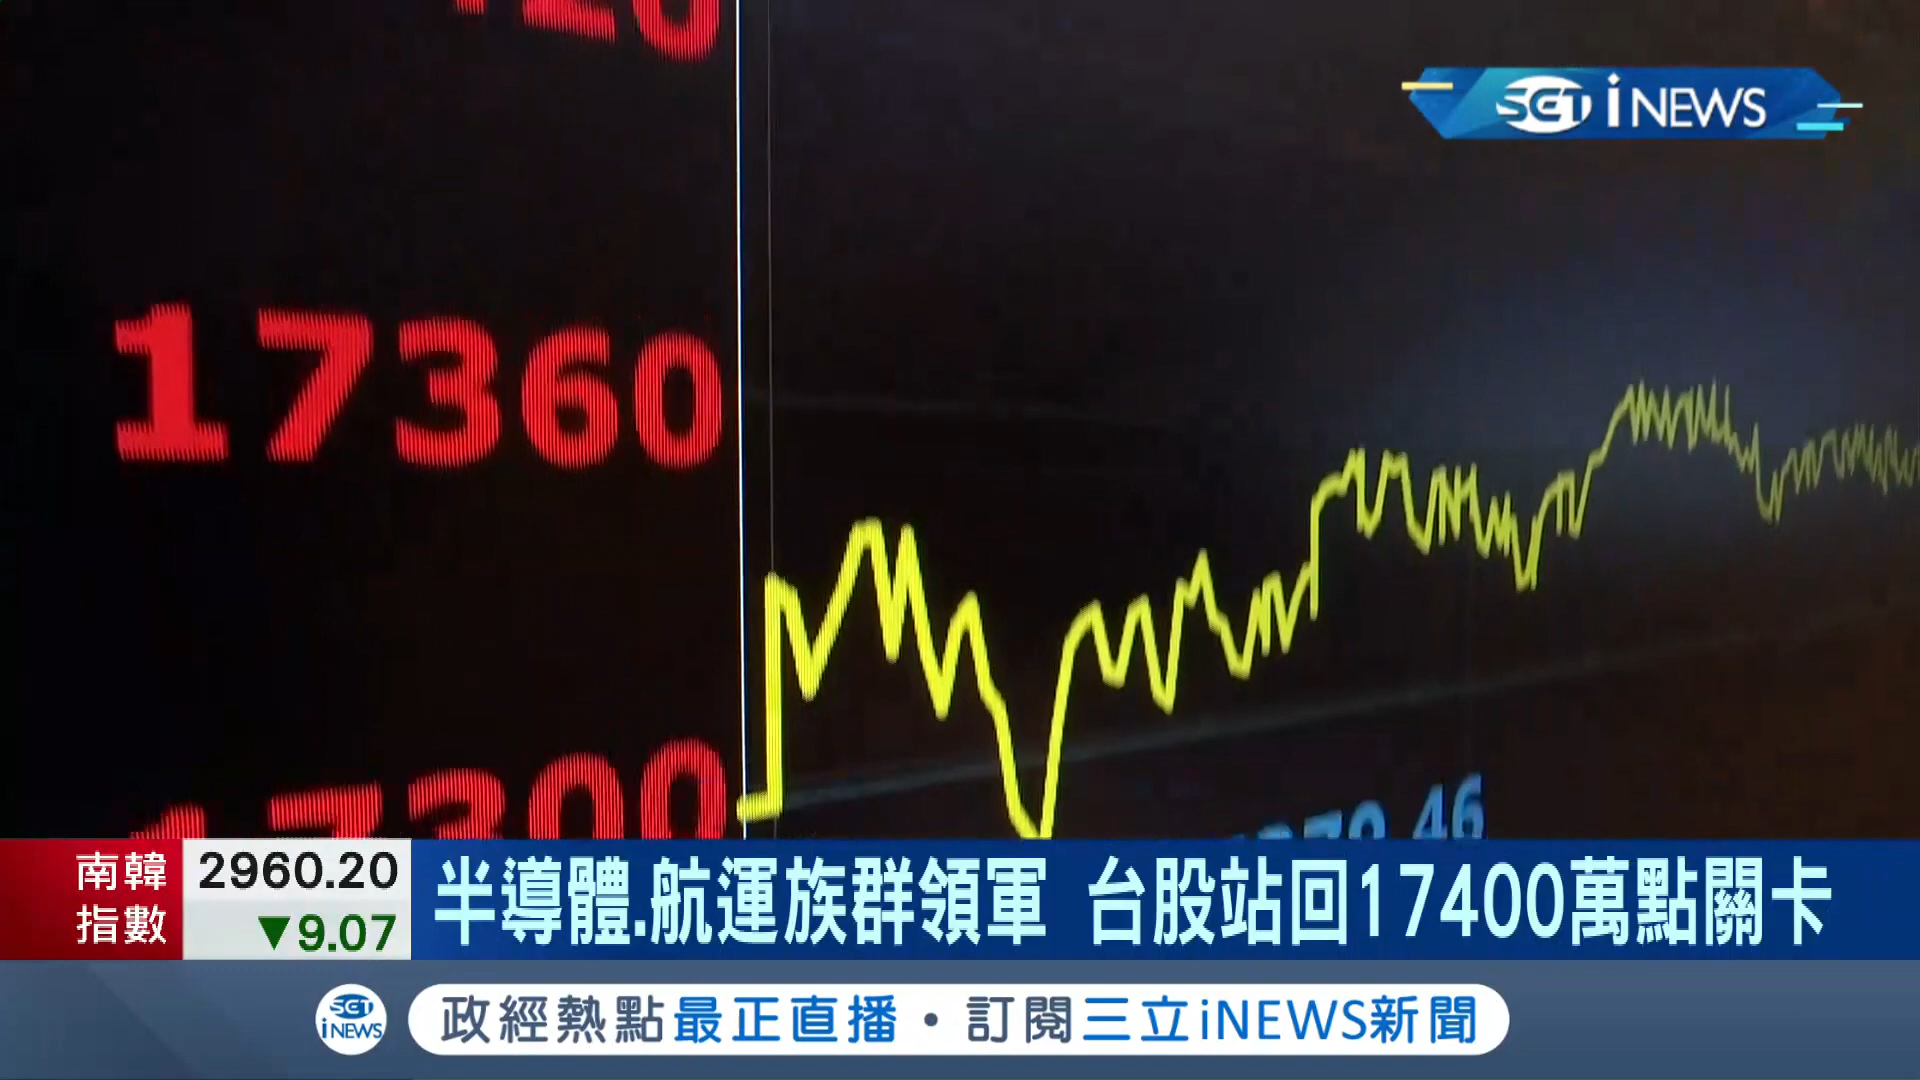 SET iNEWS
17360
17300
南韓
指數
2960.20
▼9.07
半導體.航運族群領軍 台股站回17400萬點關卡
SET iNEWS
政經熱點最正直播・訂閱三立iNEWS新聞